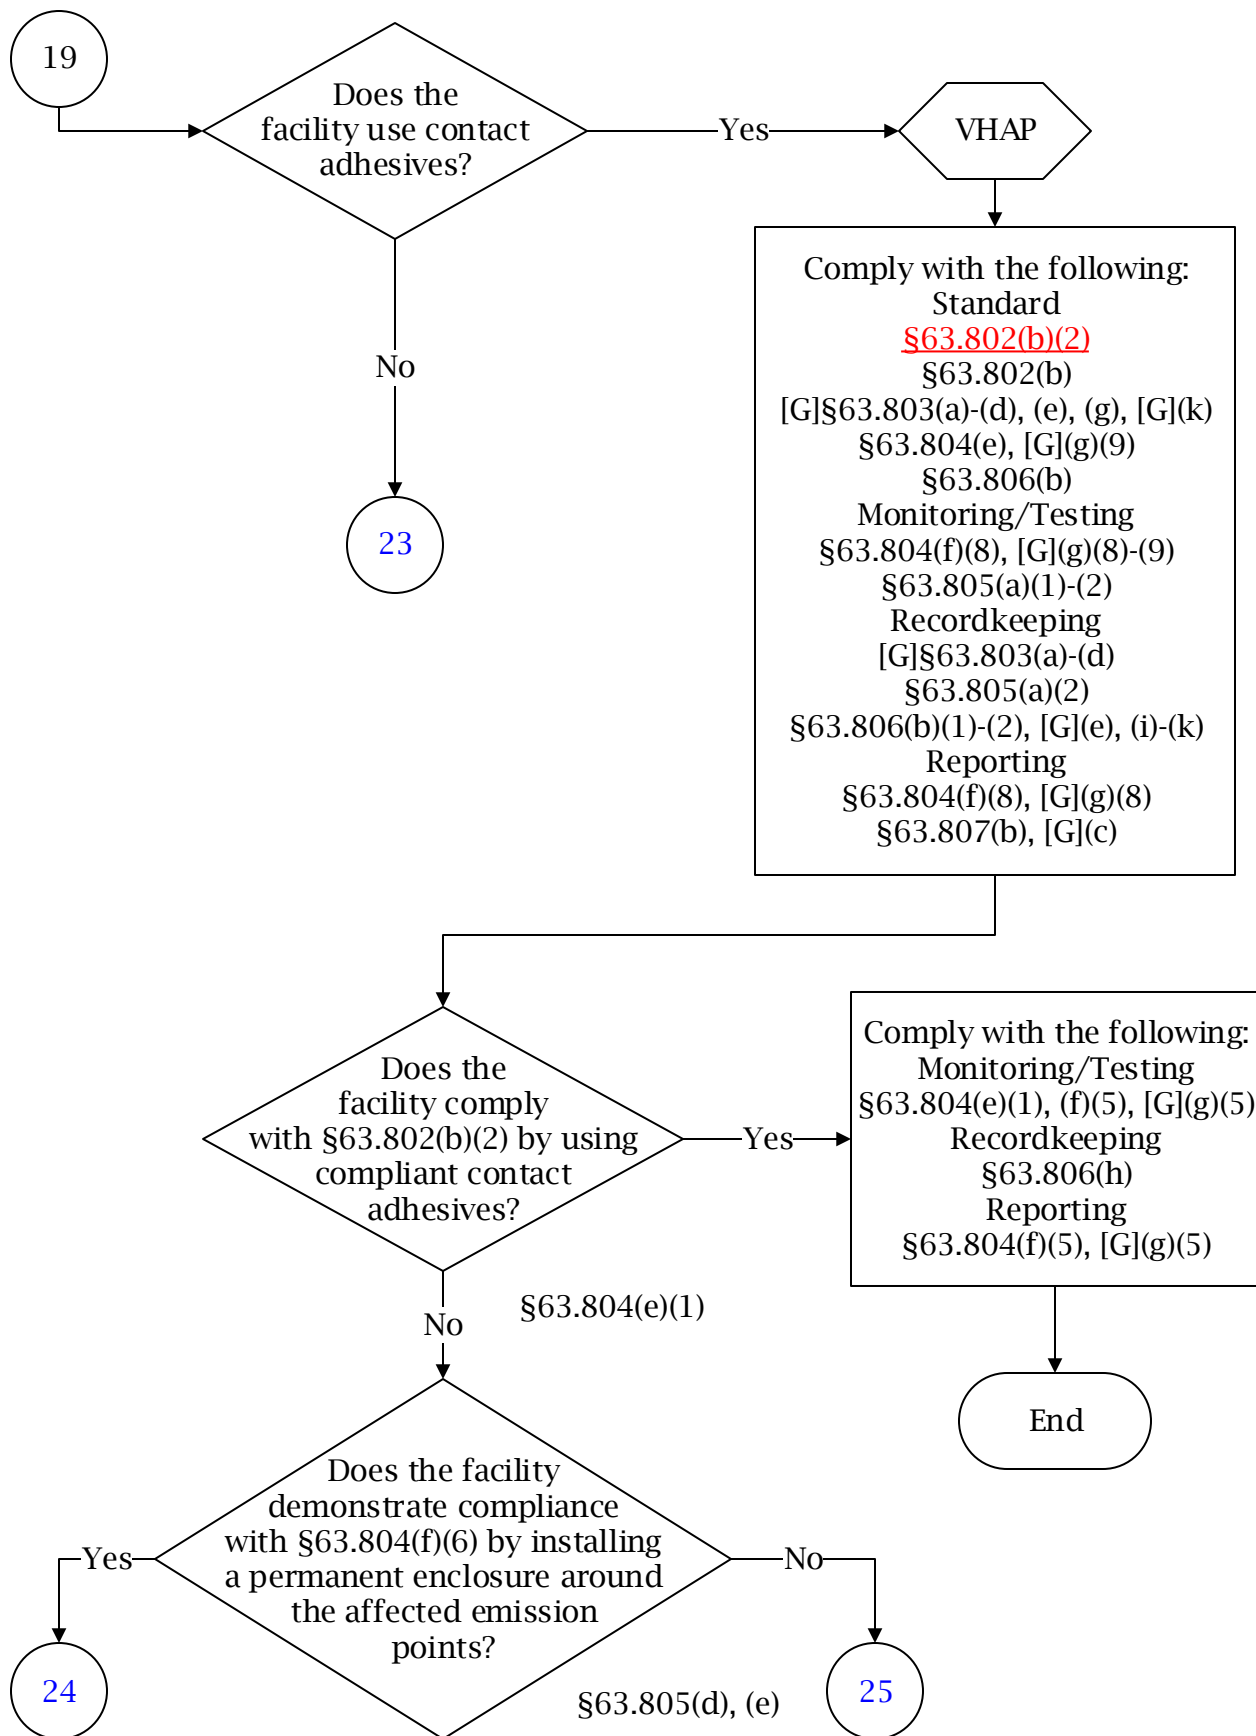 19
Does the
facility use contact
adhesives?
Yes
VHAP
No
23
Comply with the following:
Standard
§63.802(b)(2)
§63.802(b)
[G]§63.803(a)-(d), (e), (g), [G](k)
§63.804(e), [G](g)(9)
§63.806(b)
Monitoring/Testing
§63.804(f)(8), [G](g)(8)-(9)
§63.805(a)(1)-(2)
Recordkeeping
[G]§63.803(a)-(d)
§63.805(a)(2)
§63.806(b)(1)-(2), [G](e), (i)-(k)
Reporting
§63.804(f)(8), [G](g)(8)
§63.807(b), [G](c)
Does the
facility comply
with §63.802(b)(2) by using
compliant contact
adhesives?
Yes
Comply with the following:
Monitoring/Testing
§63.804(e)(1), (f)(5), [G](g)(5)
Recordkeeping
§63.806(h)
Reporting
§63.804(f)(5), [G](g)(5)
§63.804(e)(1)
No
End
Does the facility
demonstrate compliance
with §63.804(f)(6) by installing
a permanent enclosure around
the affected emission
points?
Yes
No
24
§63.805(d), (e)
25